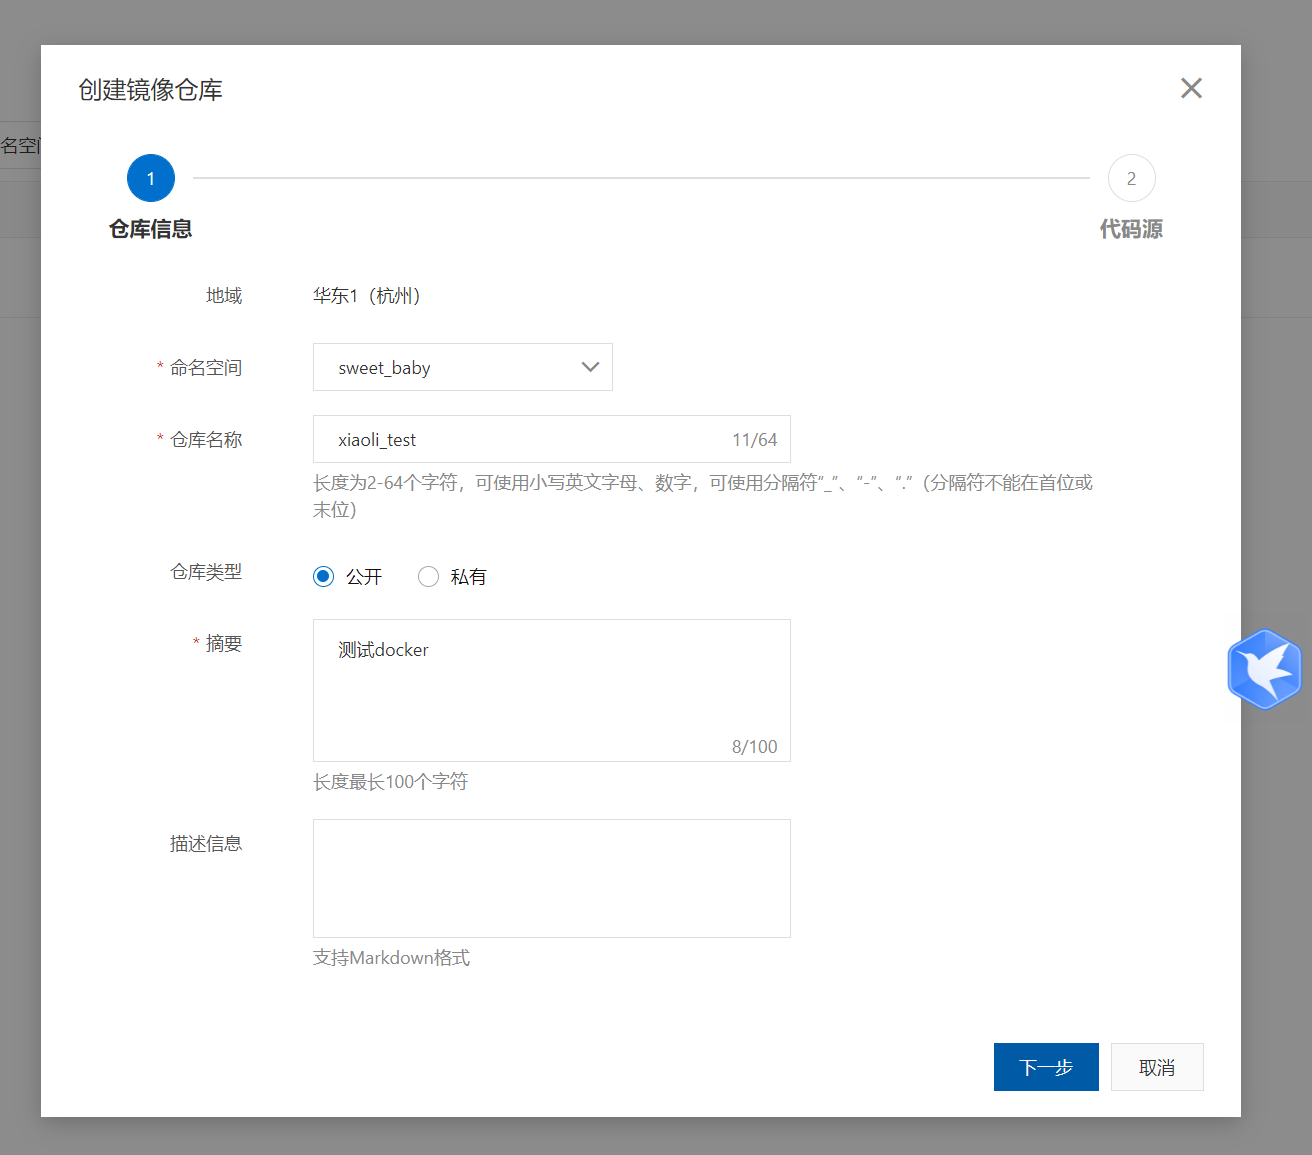 创建镜像仓库
名空间
1
2
仓库信息
代码源
地域
华东1（杭州）
* 命名空间
sweet_baby
* 仓库名称
xiaoli_test
11/64
长度为2-64个字符，可使用小写英文字母、数字，可使用分隔符“_”、“-”、“.”（分隔符不能在首位或
末位）
仓库类型
公开
私有
* 摘要
测试docker
8/100
长度最长100个字符
描述信息
支持Markdown格式
下一步
取消